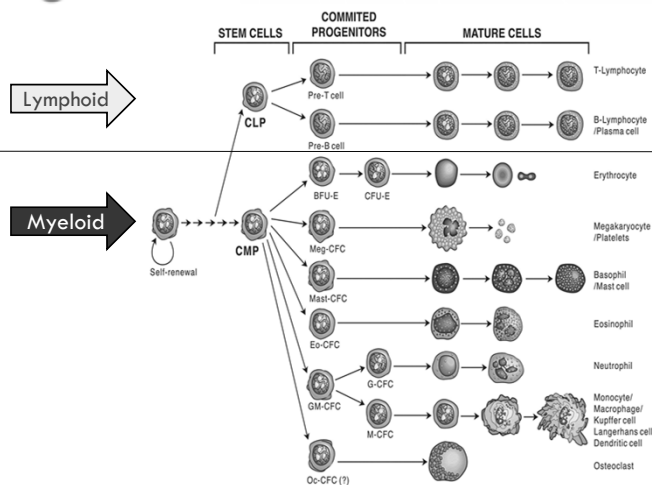 STEM CELLS
COMMITED
PROGENITORS
MATURE CELLS
Lymphoid
CLP
Pre-T cell
T-Lymphocyte
Pre-B cell
B-Lymphocyte
/Plasma cell
Myeloid
Self-renewal
CMP
BFU-E
CFU-E
Erythrocyte
Meg-CFC
Megakaryocyte
/Platelets
Mast-CFC
Basophil
/Mast cell
Eo-CFC
Eosinophil
GM-CFC
G-CFC
Neutrophil
M-CFC
Monocyte/
Macrophage/
Kupffer cell
Langerhans cell
Dendritic cell
Oc-CFC (?)
Osteoclast